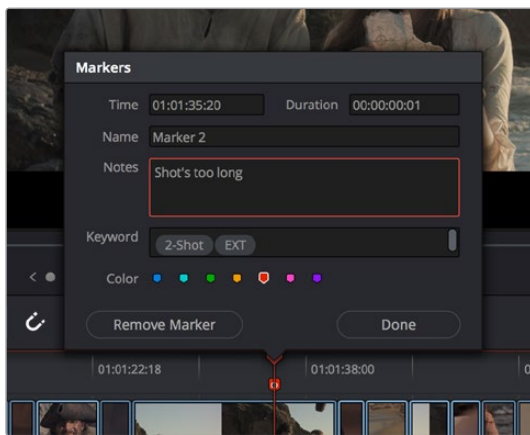 Markers
Time 01:01:35:20 Duration 00:00:00:01
Name Marker 2
Notes Shot's too long
Keyword 2-Shot EXT
Color
Remove Marker Done
01:01:22:18 01:01:38:00 0